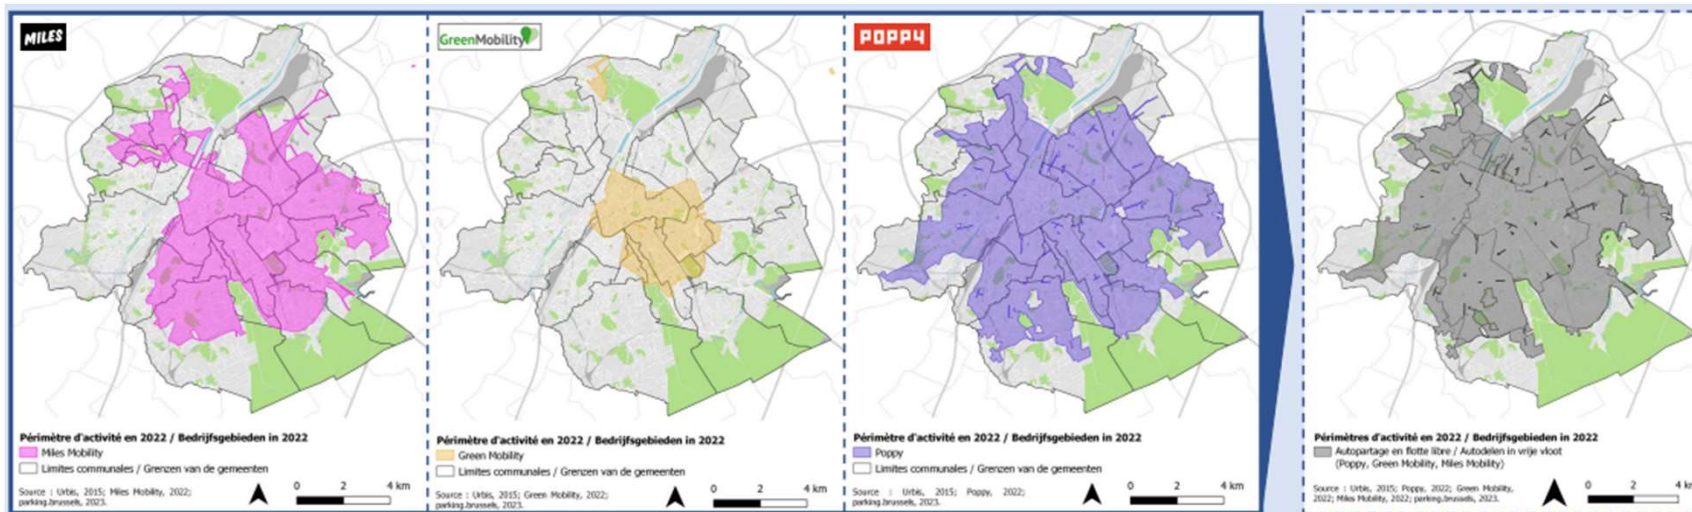 MILES
Périmètre d'activité en 2022 / Bedrijfsgebieden in 2022
Miles Mobility
Limites communales / Grenzen van de gemeenten
Source : Urbis, 2015; Miles Mobility, 2022;
parking.brussels, 2023.
0 2 4 km
GreenMobility
Périmètre d'activité en 2022 / Bedrijfsgebieden in 2022
Green Mobility
Limites communales / Grenzen van de gemeenten
Source : Urbis, 2015; Green Mobility, 2022;
parking.brussels, 2023.
0 2 4 km
POPPY
Périmètre d'activité en 2022 / Bedrijfsgebieden in 2022
Poppy
Limites communales / Grenzen van de gemeenten
Source : Urbis, 2015; Poppy, 2022;
parking.brussels, 2023.
0 2 4 km
Périmètres d'activité en 2022 / Bedrijfsgebieden in 2022
Autopartage en flotte libre / Autodelen in vrije vloot
(Poppy, Green Mobility, Miles Mobility)
Source : Urbis, 2015; Poppy, 2022; Green Mobility,
2022; Miles Mobility, 2022; parking.brussels, 2023.
0 2 4 k